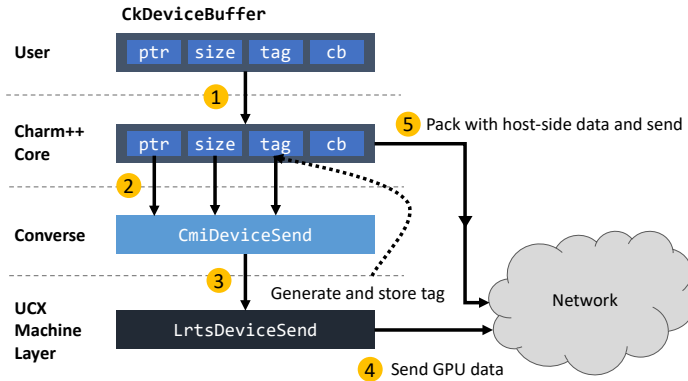 CkDeviceBuffer
User
ptr size tag cb
1
Charm++
Core
ptr size tag cb
5 Pack with host-side data and send
2
Converse
CmiDeviceSend
3
Generate and store tag
Network
UCX
Machine
Layer
LrtsDeviceSend
4 Send GPU data